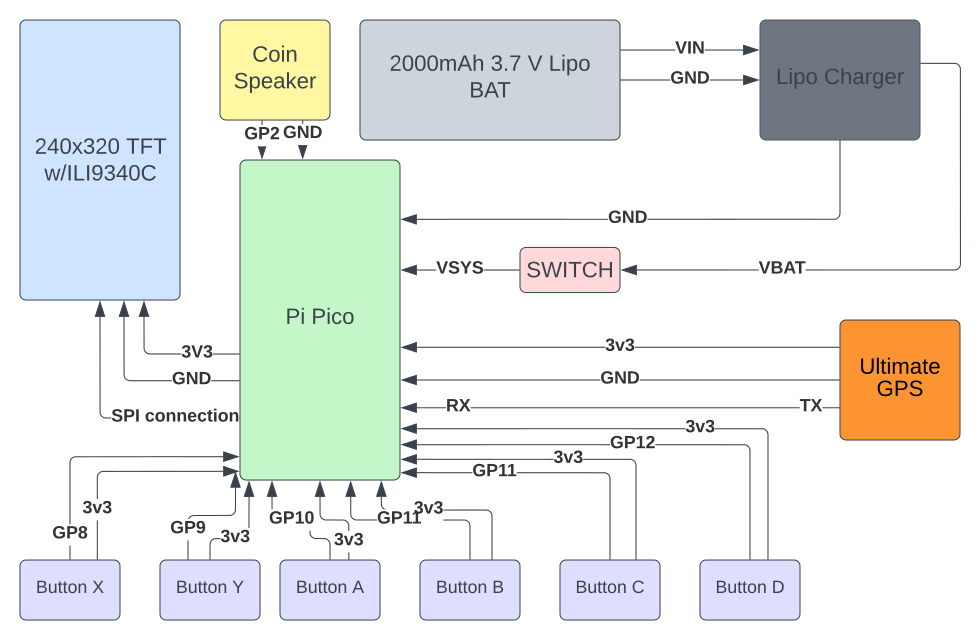 240x320 TFT
w/ILI9340C
Coin
Speaker
2000mAh 3.7 V Lipo
BAT
VIN
GND
Lipo Charger
GP2
GND
GND
VSYS
SWITCH
VBAT
Pi Pico
3V3
GND
SPI connection
3v3
GND
RX
TX
Ultimate
GPS
3v3
GP12
3v3
GP11
GP8
3v3
GP9
3v3
GP10
3v3
GP11
3v3
Button X
Button Y
Button A
Button B
Button C
Button D